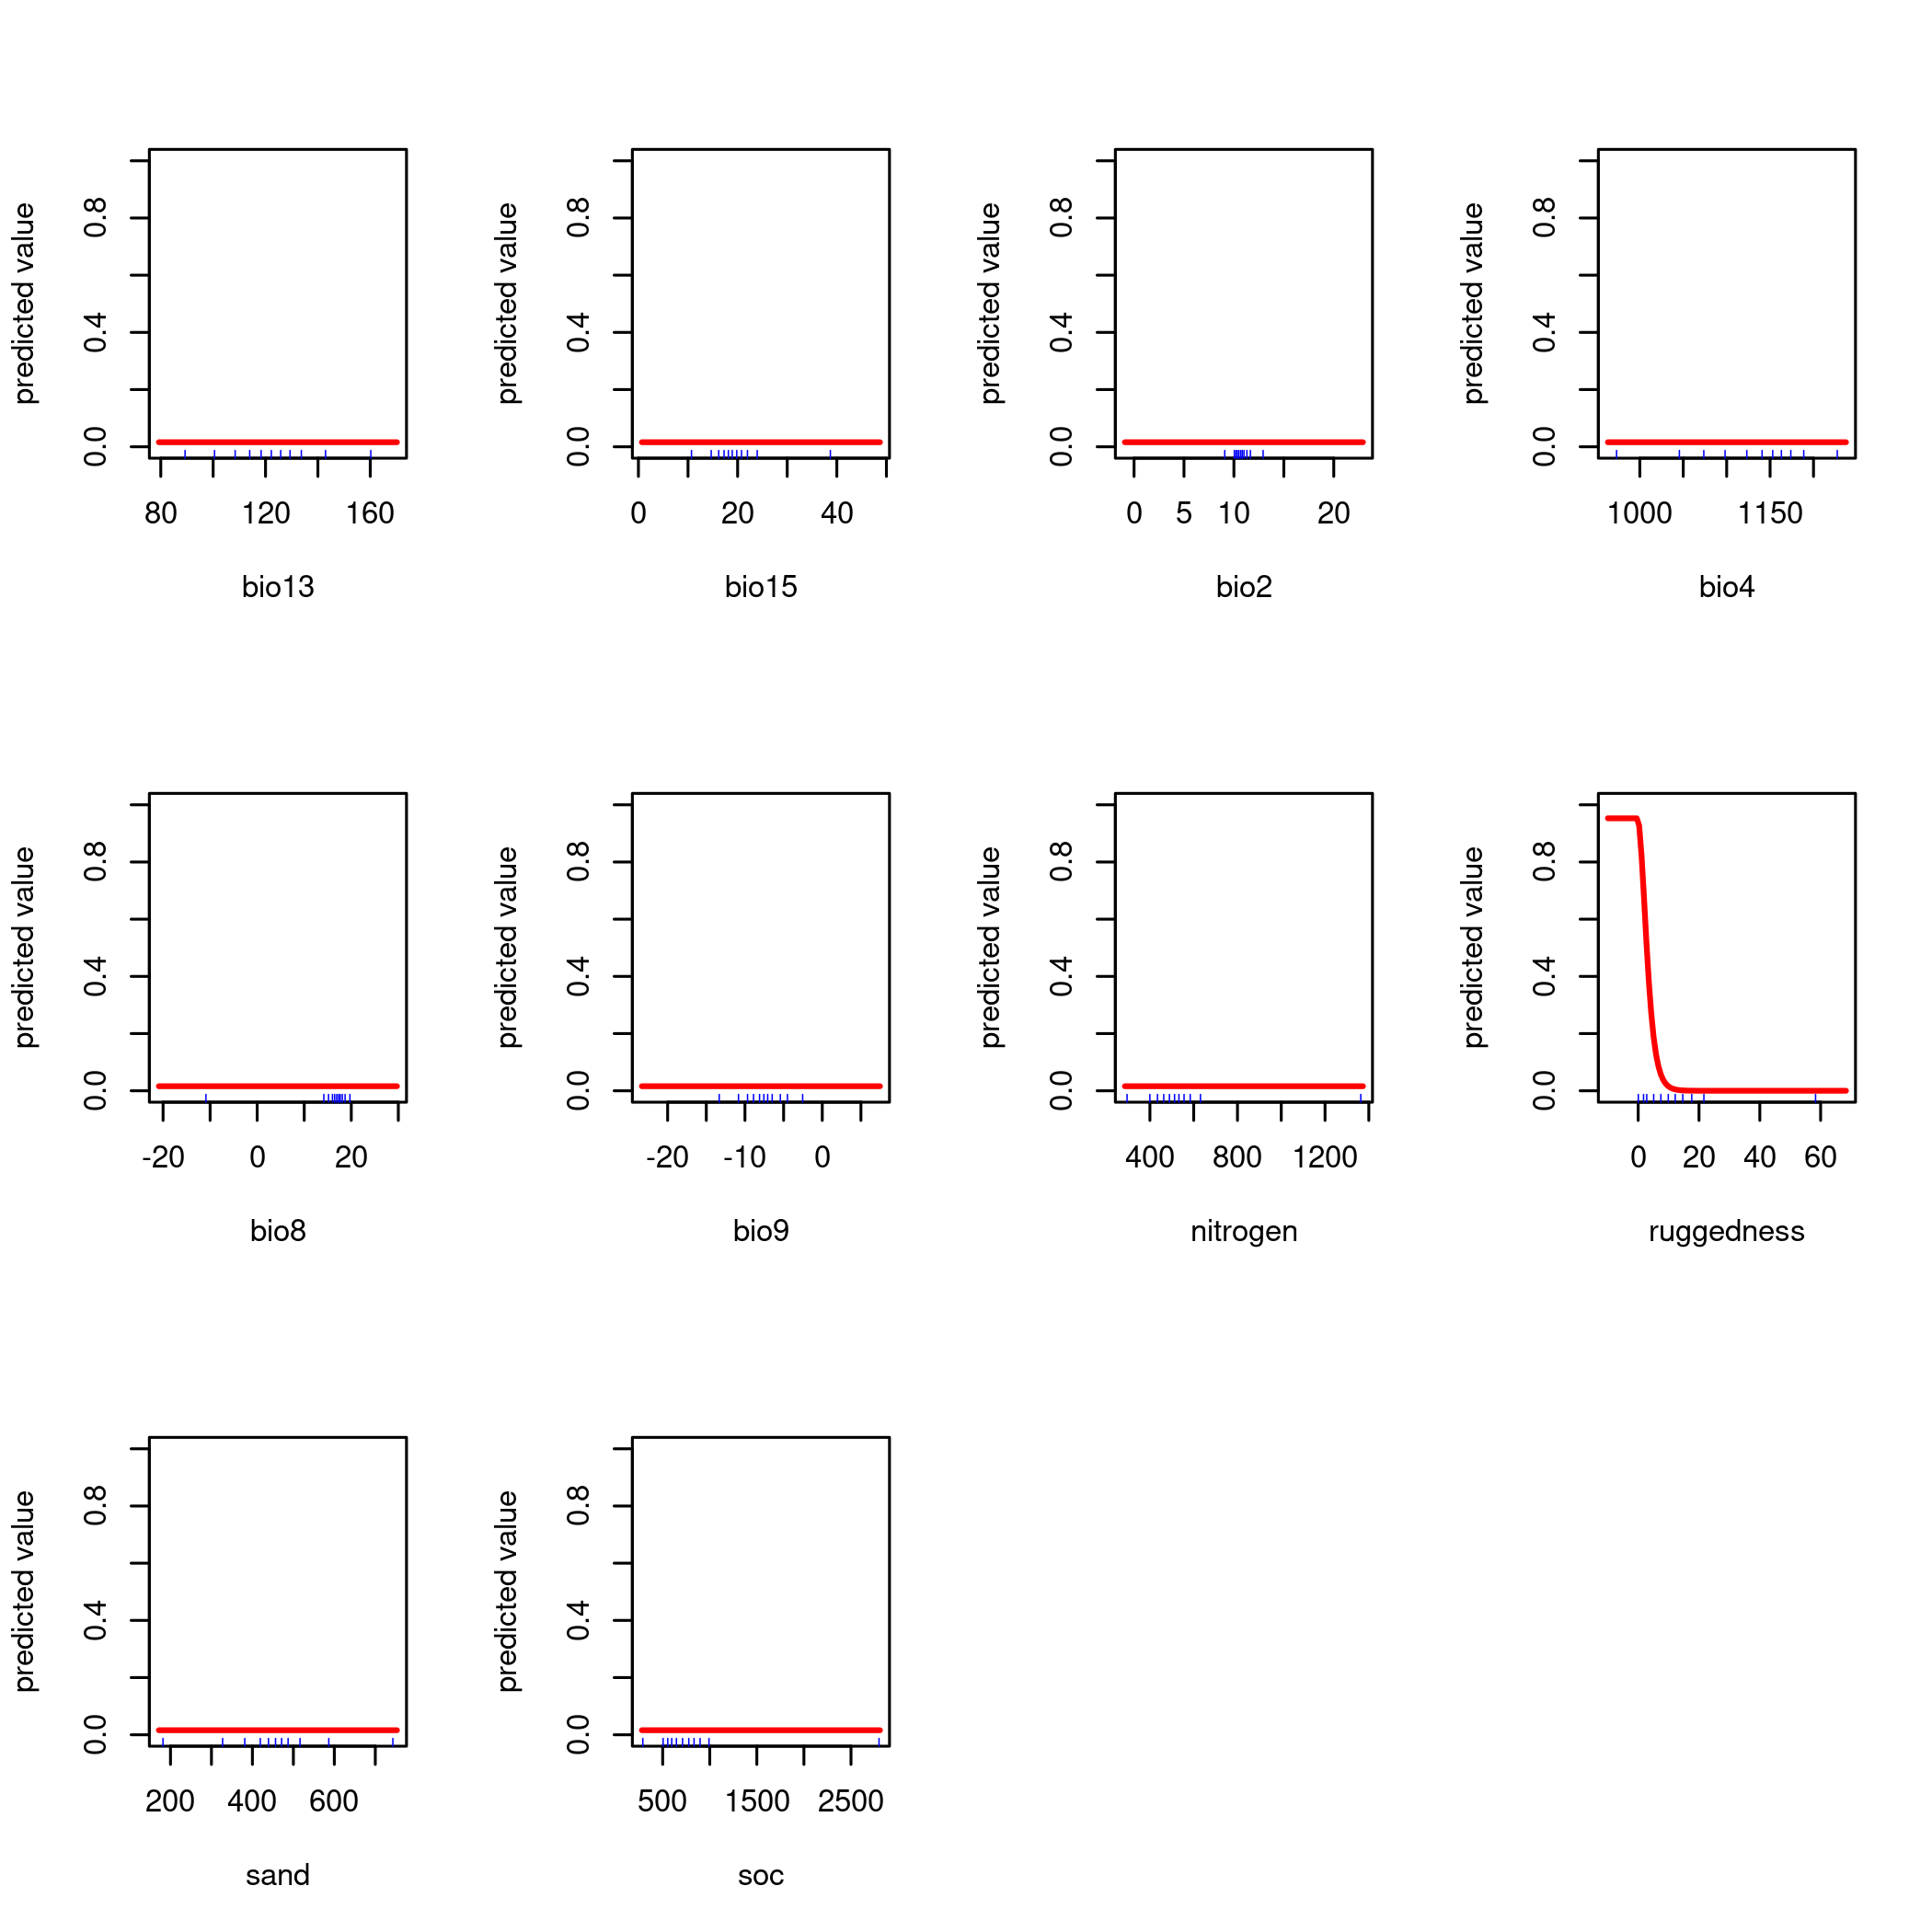 predicted value
0.0 0.4 0.8
80 120 160
bio13
predicted value
0.0 0.4 0.8
0 20 40
bio15
predicted value
0.0 0.4 0.8
0 5 10 20
bio2
predicted value
0.0 0.4 0.8
1000 1150
bio4
predicted value
0.0 0.4 0.8
-20 0 20
bio8
predicted value
0.0 0.4 0.8
-20 -10 0
bio9
predicted value
0.0 0.4 0.8
400 800 1200
nitrogen
predicted value
0.0 0.4 0.8
0 20 40 60
ruggedness
predicted value
0.0 0.4 0.8
200 400 600
sand
predicted value
0.0 0.4 0.8
500 1500 2500
soc